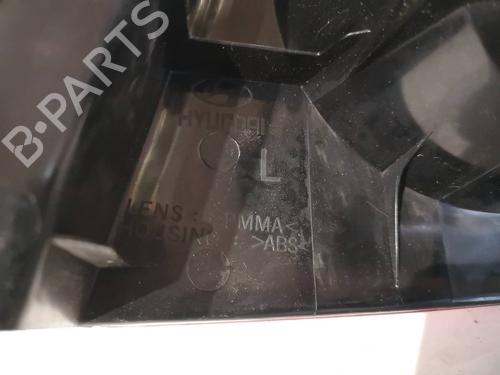 B-PARTS
HYUNDAI
L
LENS : >PMMA<
HOUSING : >ABS<